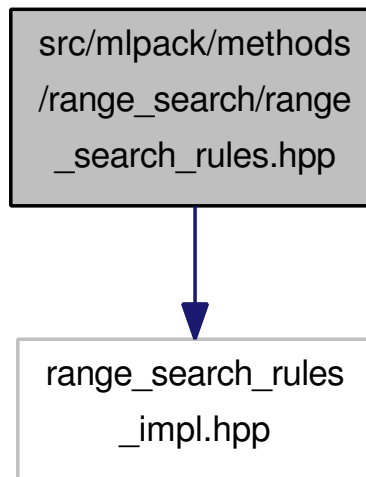 src/mlpack/methods
/range_search/range
_search_rules.hpp
range_search_rules
_impl.hpp